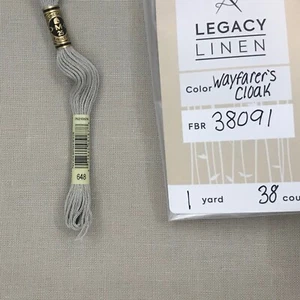 LEGACY
LINEN
Color Wayfarer's
Cloak
FBR 38091
1 yard 38 cou
648